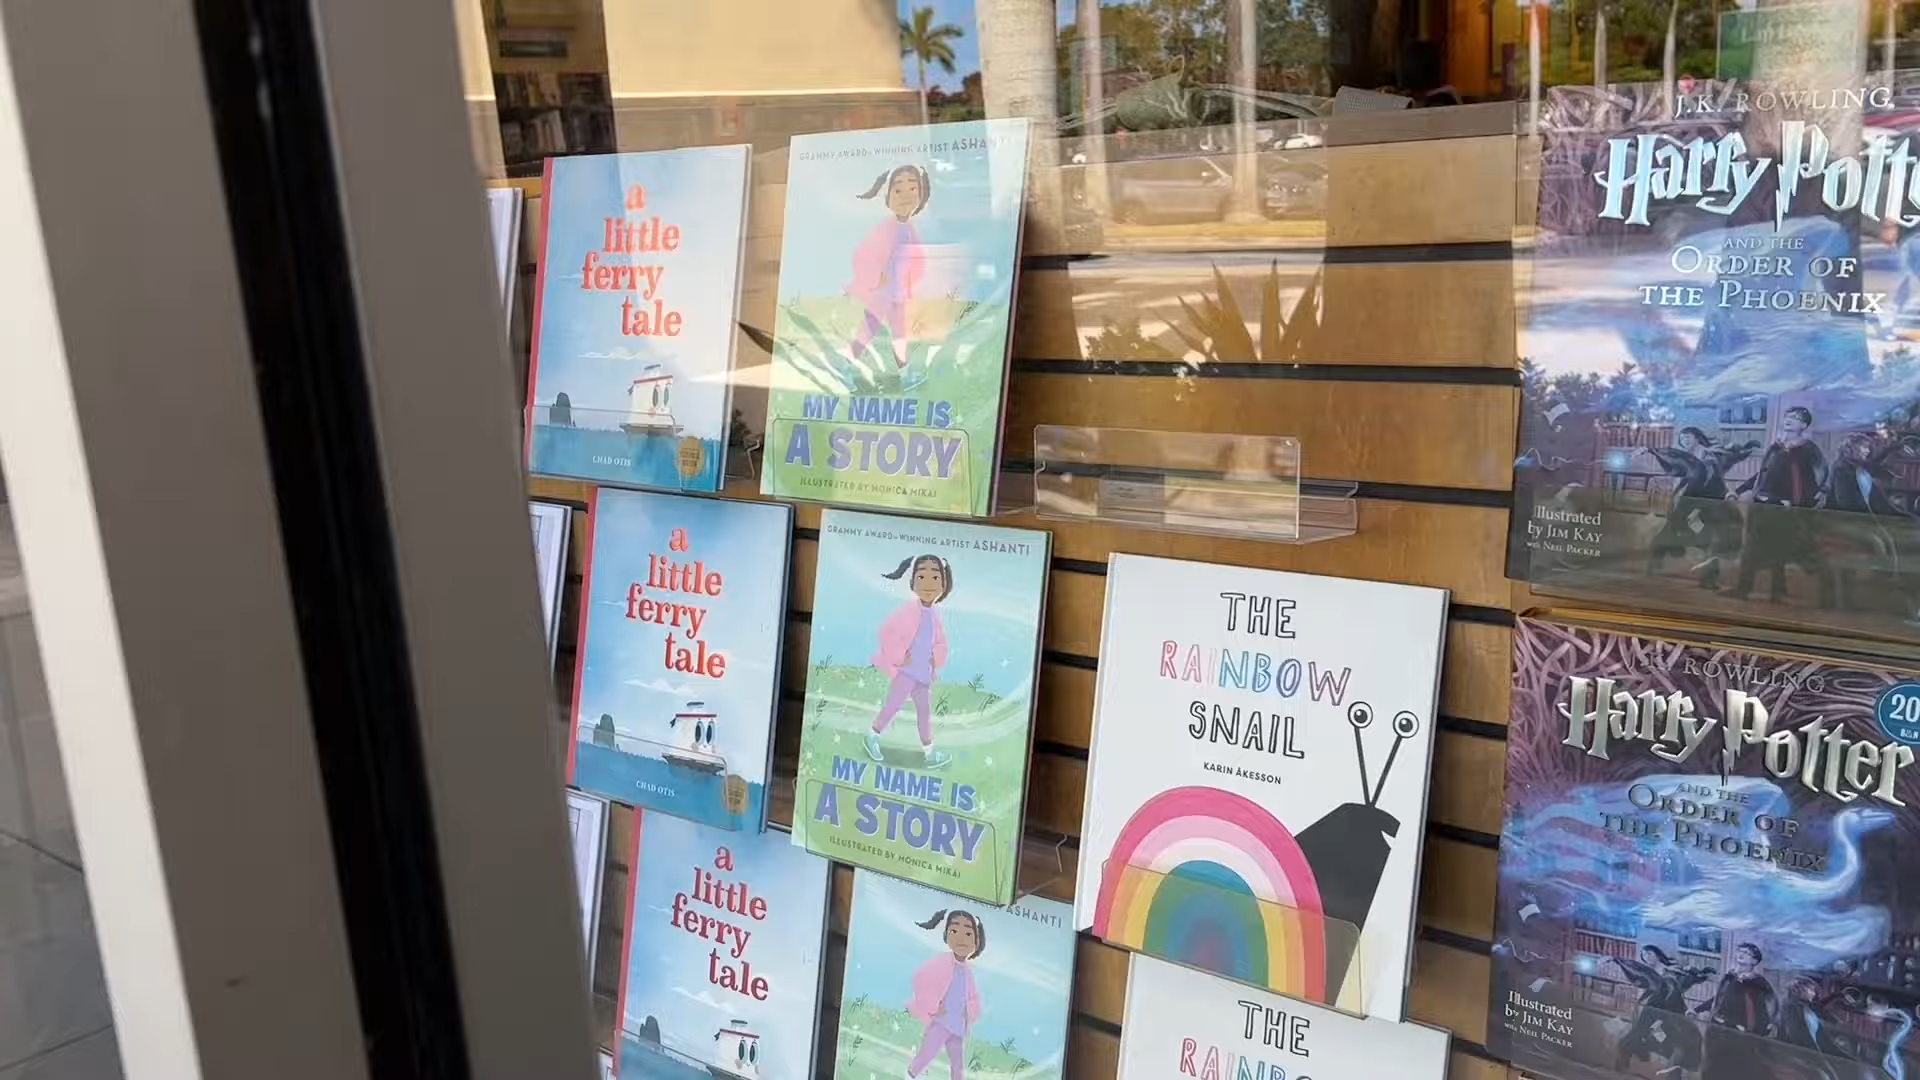 a
little
ferry
tale
CHAD OTIS
GRAMMY AWARD-WINNING ARTIST ASHANTI
MY NAME IS
A STORY
ILLUSTRATED BY MONICA MIKAI
J.K. ROWLING
Harry Pott
AND THE
ORDER OF
THE PHOENIX
Illustrated
by JIM KAY
with NEIL PACKER
a
little
ferry
tale
CHAD OTIS
GRAMMY AWARD-WINNING ARTIST ASHANTI
MY NAME IS
A STORY
ILLUSTRATED BY MONICA MIKAI
THE
RAINBOW
SNAIL
KARIN ÅKESSON
J.K. ROWLING
Harry Potter
AND THE
ORDER OF
THE PHOENIX
20
Illustrated
by JIM KAY
with NEIL PACKER
a
little
ferry
tale
ASHANTI
THE
RAINBO